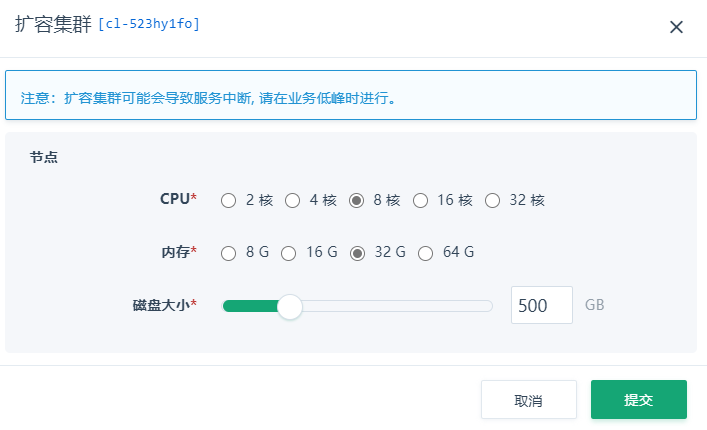 扩容集群 [cl-523hy1fo]
注意：扩容集群可能会导致服务中断, 请在业务低峰时进行。
节点
CPU* 2 核 4 核 8 核 16 核 32 核
内存* 8 G 16 G 32 G 64 G
磁盘大小* 500 GB
取消 提交